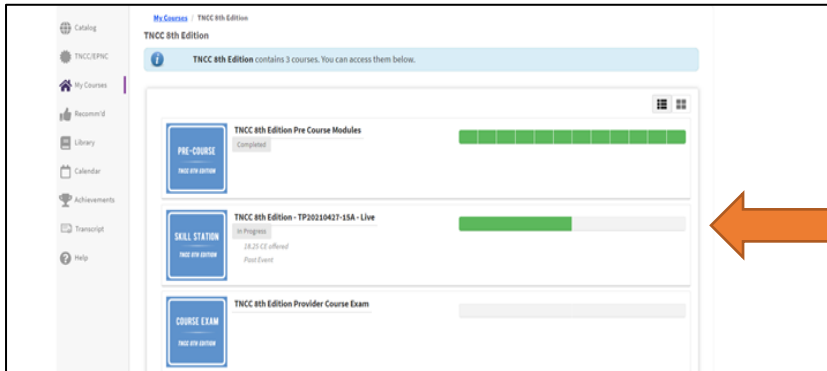 My Courses / TNCC 8th Edition
TNCC 8th Edition
TNCC 8th Edition contains 3 courses. You can access them below.
Catalog
TNCC/EPNC
My Courses
Recomm'd
Library
Calendar
Achievements
Transcript
Help
PRE-COURSE
TNCC 8TH EDITION
TNCC 8th Edition Pre Course Modules
Completed
SKILL STATION
TNCC 8TH EDITION
TNCC 8th Edition - TP20210427-15A - Live
In Progress
18.25 CE offered
Past Event
COURSE EXAM
TNCC 8TH EDITION
TNCC 8th Edition Provider Course Exam